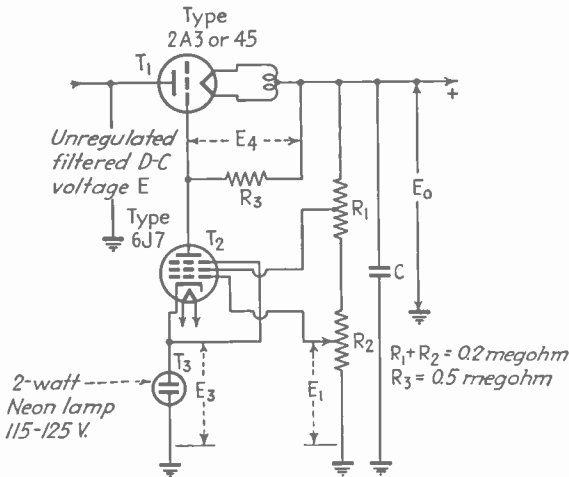 Type
2A3 or 45
T₁
+
Unregulated
filtered D-C
voltage E
E₄
R₃
R₁
E₀
Type
6J7
T₂
C
R₂
R₁+R₂ = 0.2 megohm
R₃ = 0.5 megohm
T₃
2-watt
Neon lamp
115-125 V.
E₃
E₁